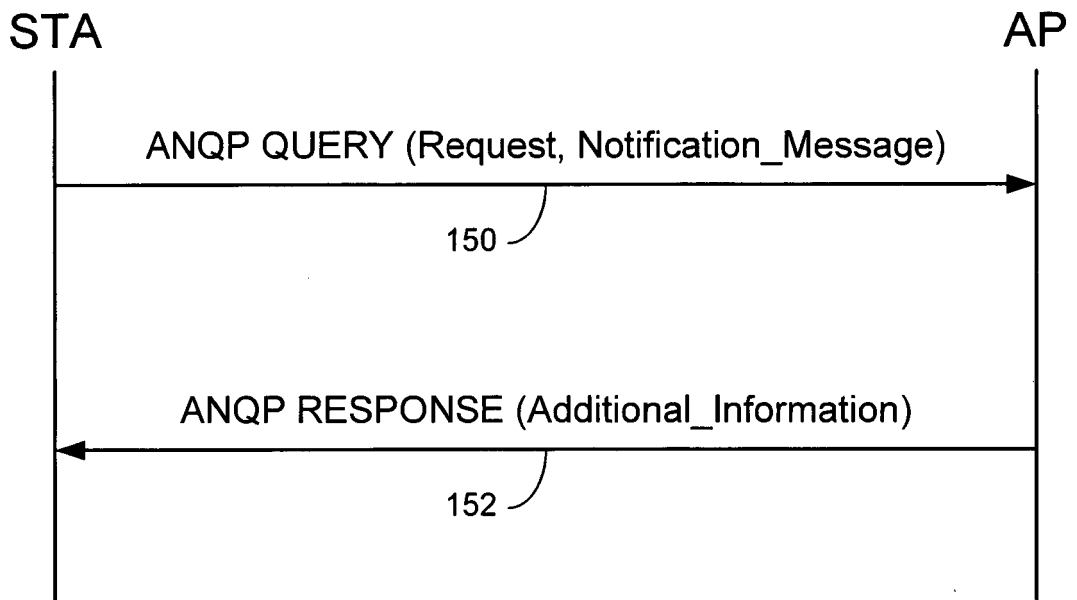 STA
AP
ANQP QUERY (Request, Notification_Message)
150
ANQP RESPONSE (Additional_Information)
152